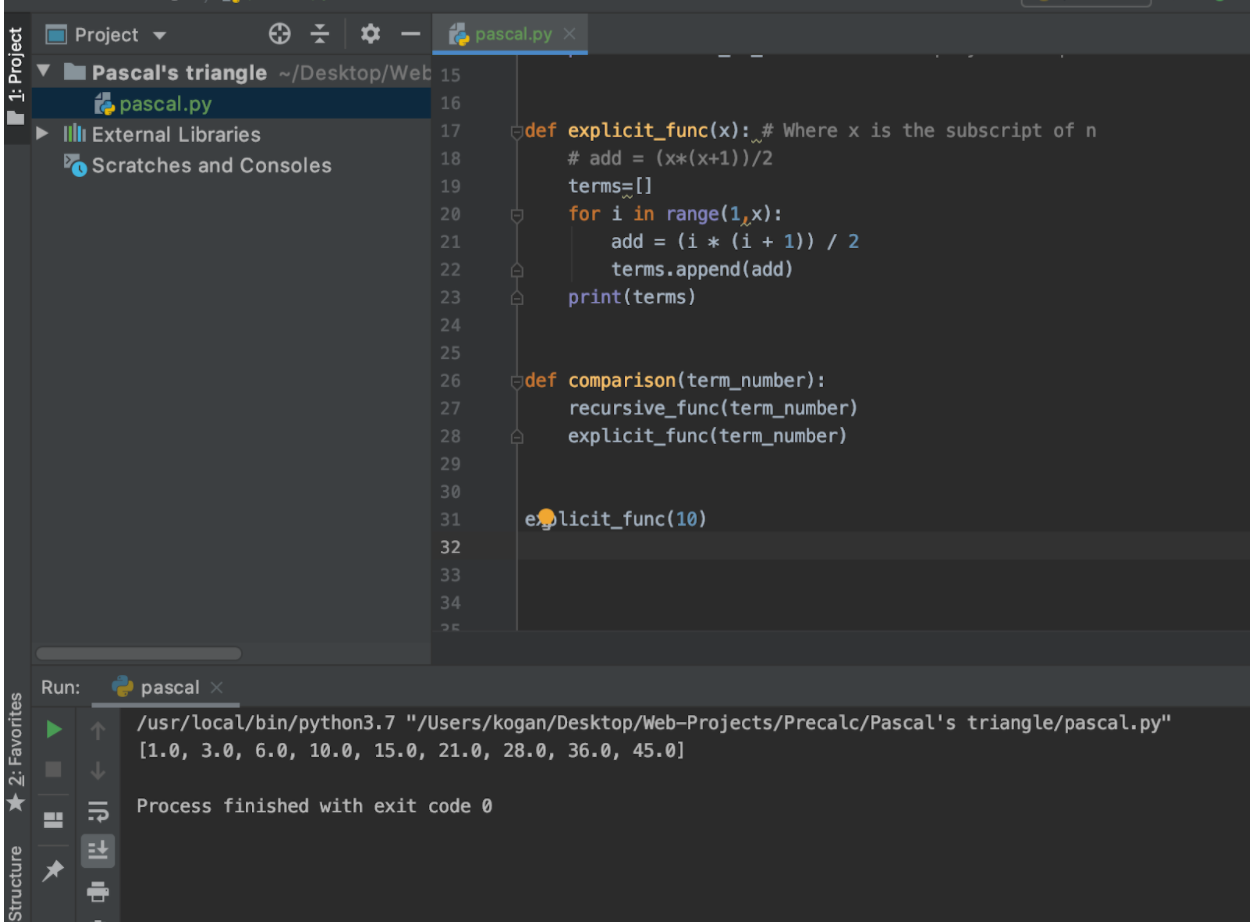 Project
pascal.py
1: Project
Pascal's triangle ~/Desktop/Web
pascal.py
External Libraries
Scratches and Consoles
15
16
17 def explicit_func(x): # Where x is the subscript of n
18 # add = (x*(x+1))/2
19 terms=[]
20 for i in range(1,x):
21 add = (i * (i + 1)) / 2
22 terms.append(add)
23 print(terms)
24
25
26 def comparison(term_number):
27 recursive_func(term_number)
28 explicit_func(term_number)
29
30
31 explicit_func(10)
32
33
34
35
Run: pascal
/usr/local/bin/python3.7 "/Users/kogan/Desktop/Web-Projects/Precalc/Pascal's triangle/pascal.py"
[1.0, 3.0, 6.0, 10.0, 15.0, 21.0, 28.0, 36.0, 45.0]
Process finished with exit code 0
2: Favorites
Structure